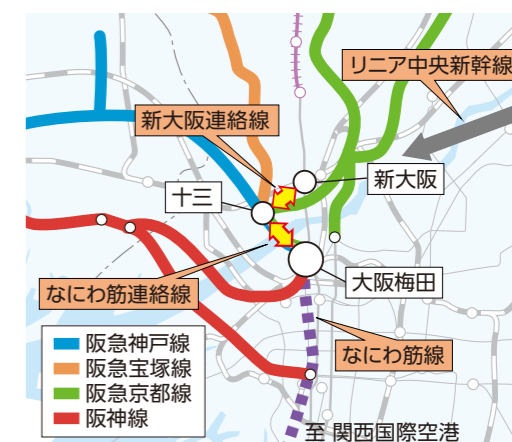 リニア中央新幹線
新大阪連絡線
新大阪
十三
大阪梅田
なにわ筋連絡線
なにわ筋線
阪急神戸線
阪急宝塚線
阪急京都線
阪神線
至 関西国際空港